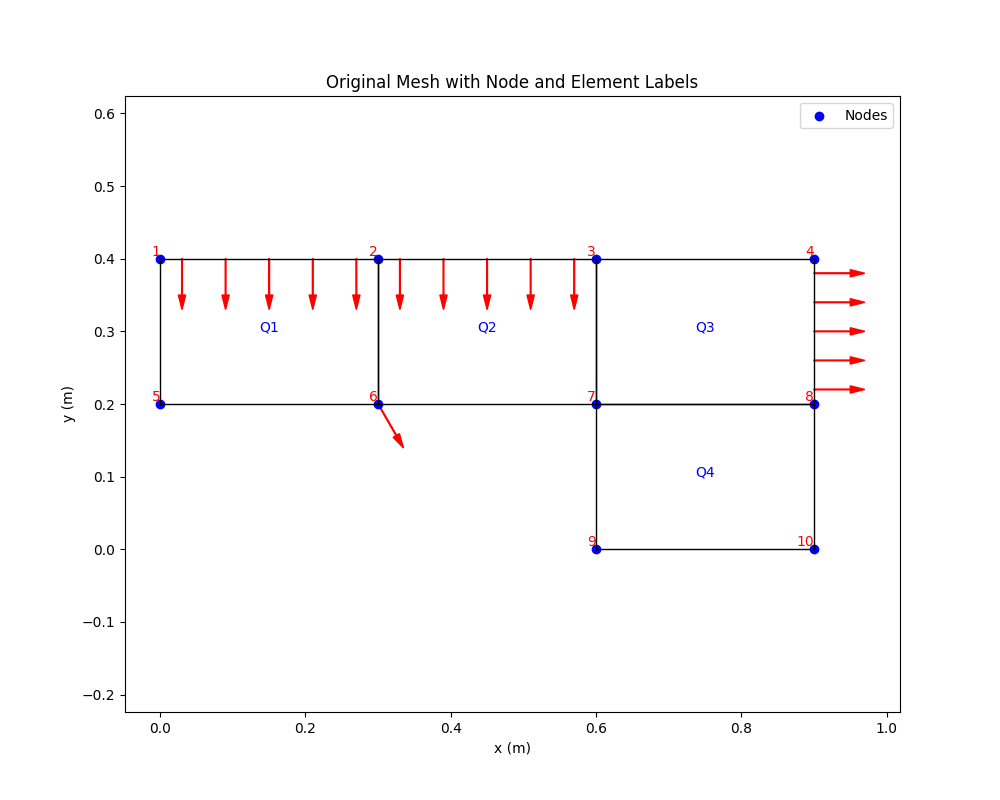 Original Mesh with Node and Element Labels
Nodes
y (m)
0.6
0.5
0.4
0.3
0.2
0.1
0.0
−0.1
−0.2
1 2 3 4
Q1 Q2 Q3
5 6 7 8
Q4
9 10
0.0 0.2 0.4 0.6 0.8 1.0
x (m)